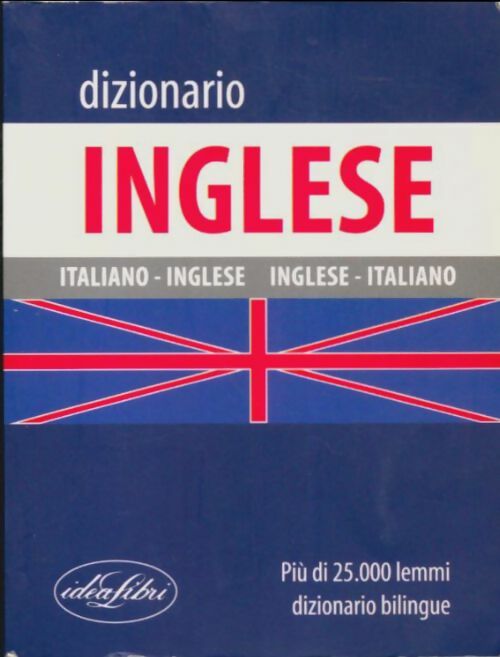 dizionario
INGLESE
ITALIANO - INGLESE INGLESE - ITALIANO
Più di 25.000 lemmi
dizionario bilingue
ideaLibri